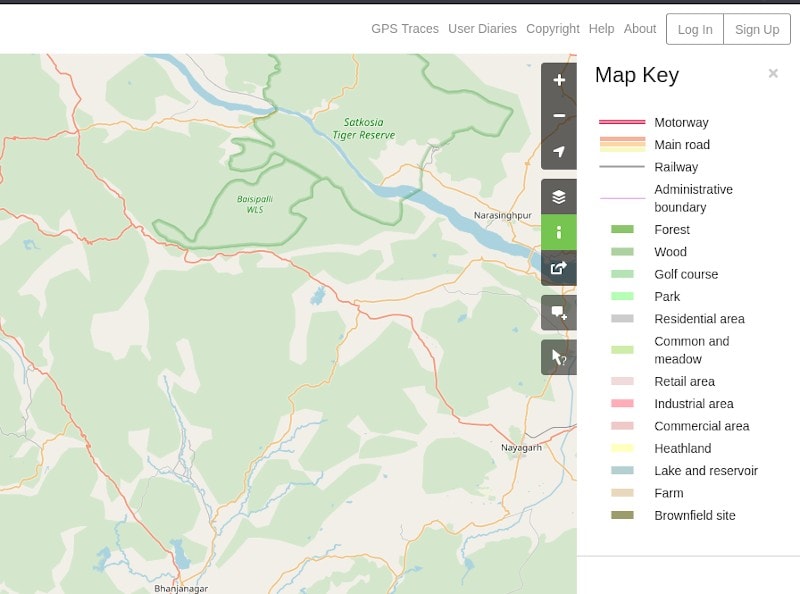 GPS Traces User Diaries Copyright Help About Log In Sign Up
Map Key
Motorway
Main road
Railway
Administrative
boundary
Forest
Wood
Golf course
Park
Residential area
Common and
meadow
Retail area
Industrial area
Commercial area
Heathland
Lake and reservoir
Farm
Brownfield site
Satkosia
Tiger Reserve
Baisipalli
WLS
Narasinghpur
Nayagarh
Bhanjanagar